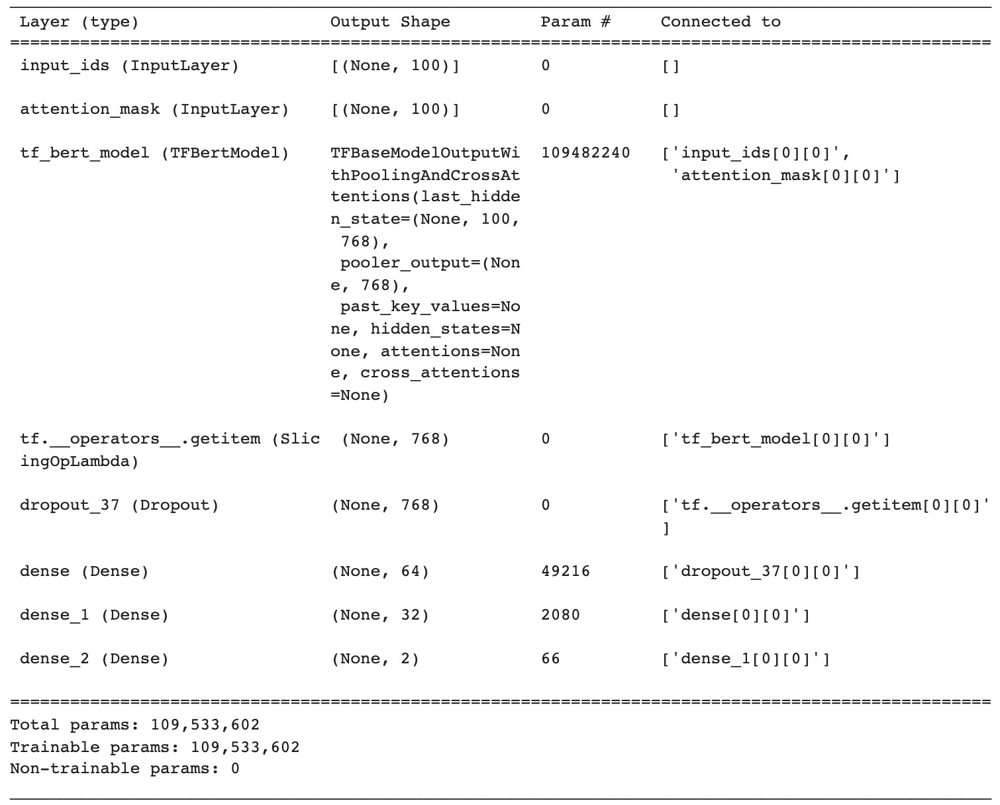 Layer (type) Output Shape Param # Connected to
==================================================================================================
input_ids (InputLayer) [(None, 100)] 0 []
attention_mask (InputLayer) [(None, 100)] 0 []
tf_bert_model (TFBertModel) TFBaseModelOutputWi 109482240 ['input_ids[0][0]',
thPoolingAndCrossAt 'attention_mask[0][0]']
tentions(last_hidde
n_state=(None, 100,
768),
pooler_output=(Non
e, 768),
past_key_values=No
ne, hidden_states=N
one, attentions=Non
e, cross_attentions
=None)
tf.__operators__.getitem (Slic (None, 768) 0 ['tf_bert_model[0][0]']
ingOpLambda)
dropout_37 (Dropout) (None, 768) 0 ['tf.__operators__.getitem[0][0]'
]
dense (Dense) (None, 64) 49216 ['dropout_37[0][0]']
dense_1 (Dense) (None, 32) 2080 ['dense[0][0]']
dense_2 (Dense) (None, 2) 66 ['dense_1[0][0]']
==================================================================================================
Total params: 109,533,602
Trainable params: 109,533,602
Non-trainable params: 0